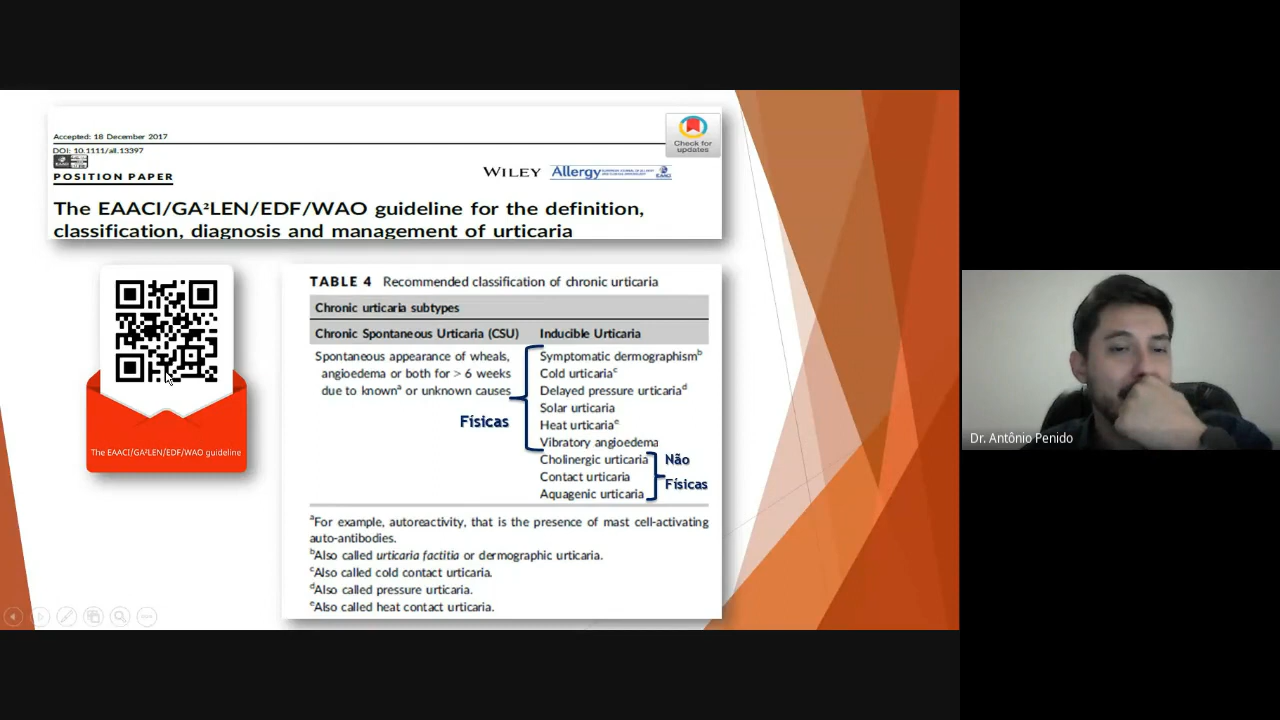 Accepted: 18 December 2017
DOI: 10.1111/all.13397
POSITION PAPER
WILEY Allergy
Check for
updates
The EAACI/GA²LEN/EDF/WAO guideline for the definition,
classification, diagnosis and management of urticaria
The EAACI/GA²LEN/EDF/WAO guideline
TABLE 4 Recommended classification of chronic urticaria
Chronic urticaria subtypes
Chronic Spontaneous Urticaria (CSU) Inducible Urticaria
Spontaneous appearance of wheals,
angioedema or both for > 6 weeks
due to knownᵃ or unknown causes
Físicas
Symptomatic dermographismᵇ
Cold urticariaᶜ
Delayed pressure urticariaᵈ
Solar urticaria
Heat urticariaᵉ
Vibratory angioedema
Cholinergic urticaria
Contact urticaria
Aquagenic urticaria
Não
Físicas
ᵃFor example, autoreactivity, that is the presence of mast cell-activating
auto-antibodies.
ᵇAlso called urticaria factitia or dermographic urticaria.
ᶜAlso called cold contact urticaria.
ᵈAlso called pressure urticaria.
ᵉAlso called heat contact urticaria.
Dr. Antônio Penido